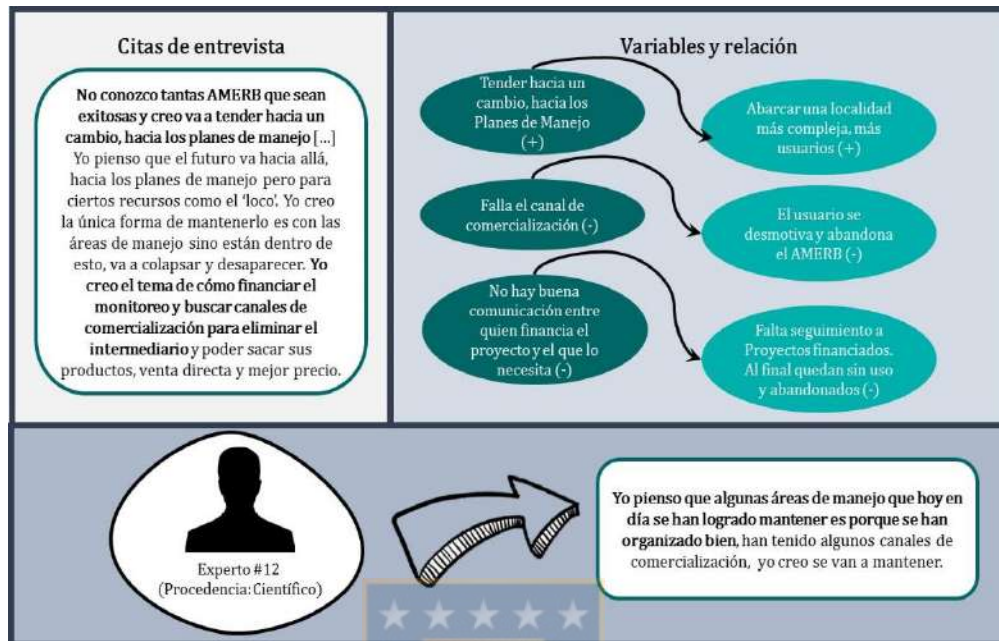 Citas de entrevista
No conozco tantas AMERB que sean
exitosas y creo va a tender hacia un
cambio, hacia los planes de manejo [...]
Yo pienso que el futuro va hacia allá,
hacia los planes de manejo pero para
ciertos recursos como el 'loco'. Yo creo
la única forma de mantenerlo es con las
áreas de manejo sino están dentro de
esto, va a colapsar y desaparecer. Yo
creo el tema de cómo financiar el
monitoreo y buscar canales de
comercialización para eliminar el
intermediario y poder sacar sus
productos, venta directa y mejor precio.
Variables y relación
Tender hacia un
cambio, hacia los
Planes de Manejo
(+)
Abarcar una localidad
más compleja, más
usuarios (+)
Falla el canal de
comercialización (-)
El usuario se
desmotiva y abandona
el AMERB (-)
No hay buena
comunicación entre
quien financia el
proyecto y el que lo
necesita (-)
Falta seguimiento a
Proyectos financiados.
Al final quedan sin uso
y abandonados (-)
Experto #12
(Procedencia: Científico)
Yo pienso que algunas áreas de manejo que hoy en
día se han logrado mantener es porque se han
organizado bien, han tenido algunos canales de
comercialización, yo creo se van a mantener.